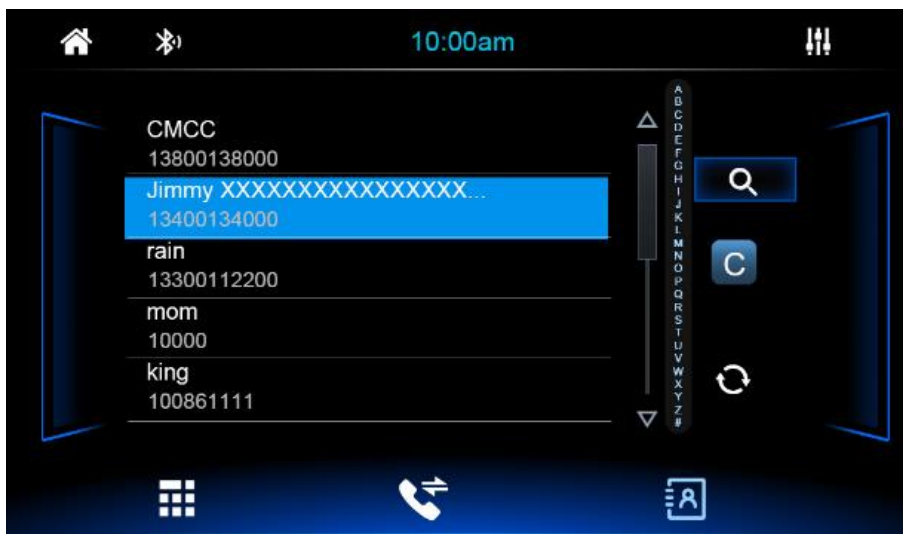 10:00am
CMCC
13800138000
Jimmy XXXXXXXXXXXXXXXX...
13400134000
rain
13300112200
mom
10000
king
100861111
A
B
C
D
E
F
G
H
I
J
K
L
M
N
O
P
Q
R
S
T
U
V
W
X
Y
Z
#
C